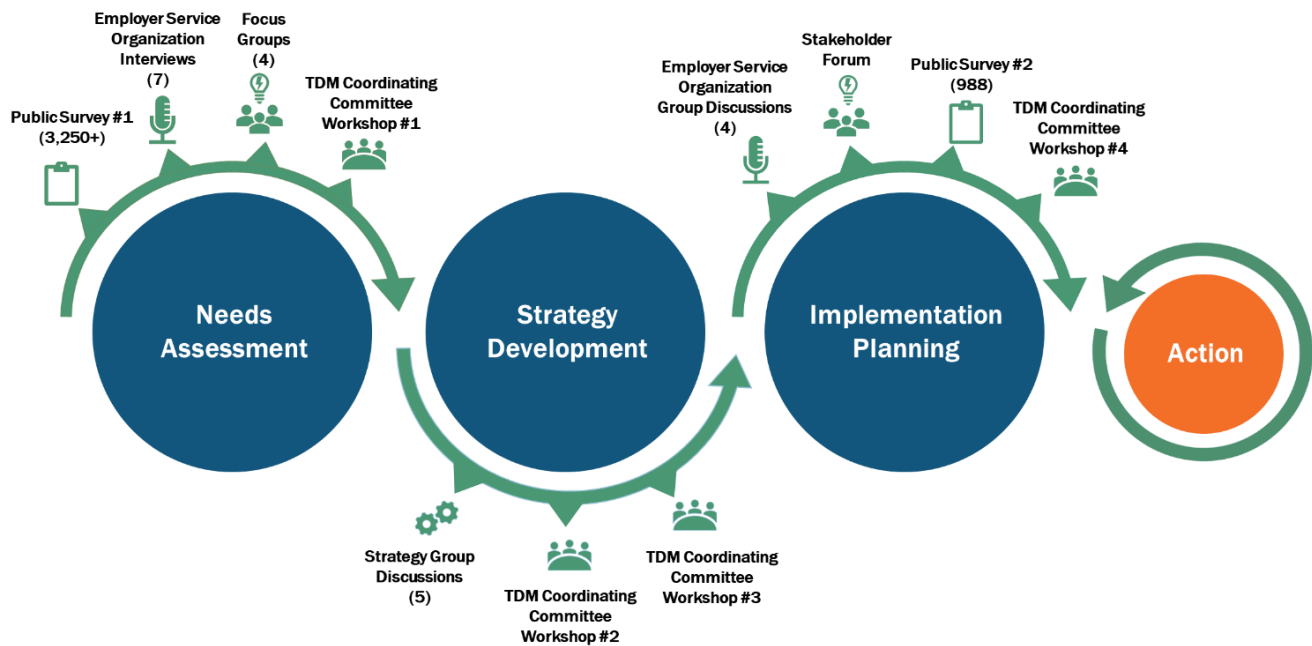 Public Survey #1
(3,250+)
Employer Service
Organization
Interviews
(7)
Focus
Groups
(4)
TDM Coordinating
Committee
Workshop #1
Needs
Assessment
Strategy Group
Discussions
(5)
TDM Coordinating
Committee
Workshop #2
TDM Coordinating
Committee
Workshop #3
Strategy
Development
Employer Service
Organization
Group Discussions
(4)
Stakeholder
Forum
Public Survey #2
(988)
TDM Coordinating
Committee
Workshop #4
Implementation
Planning
Action